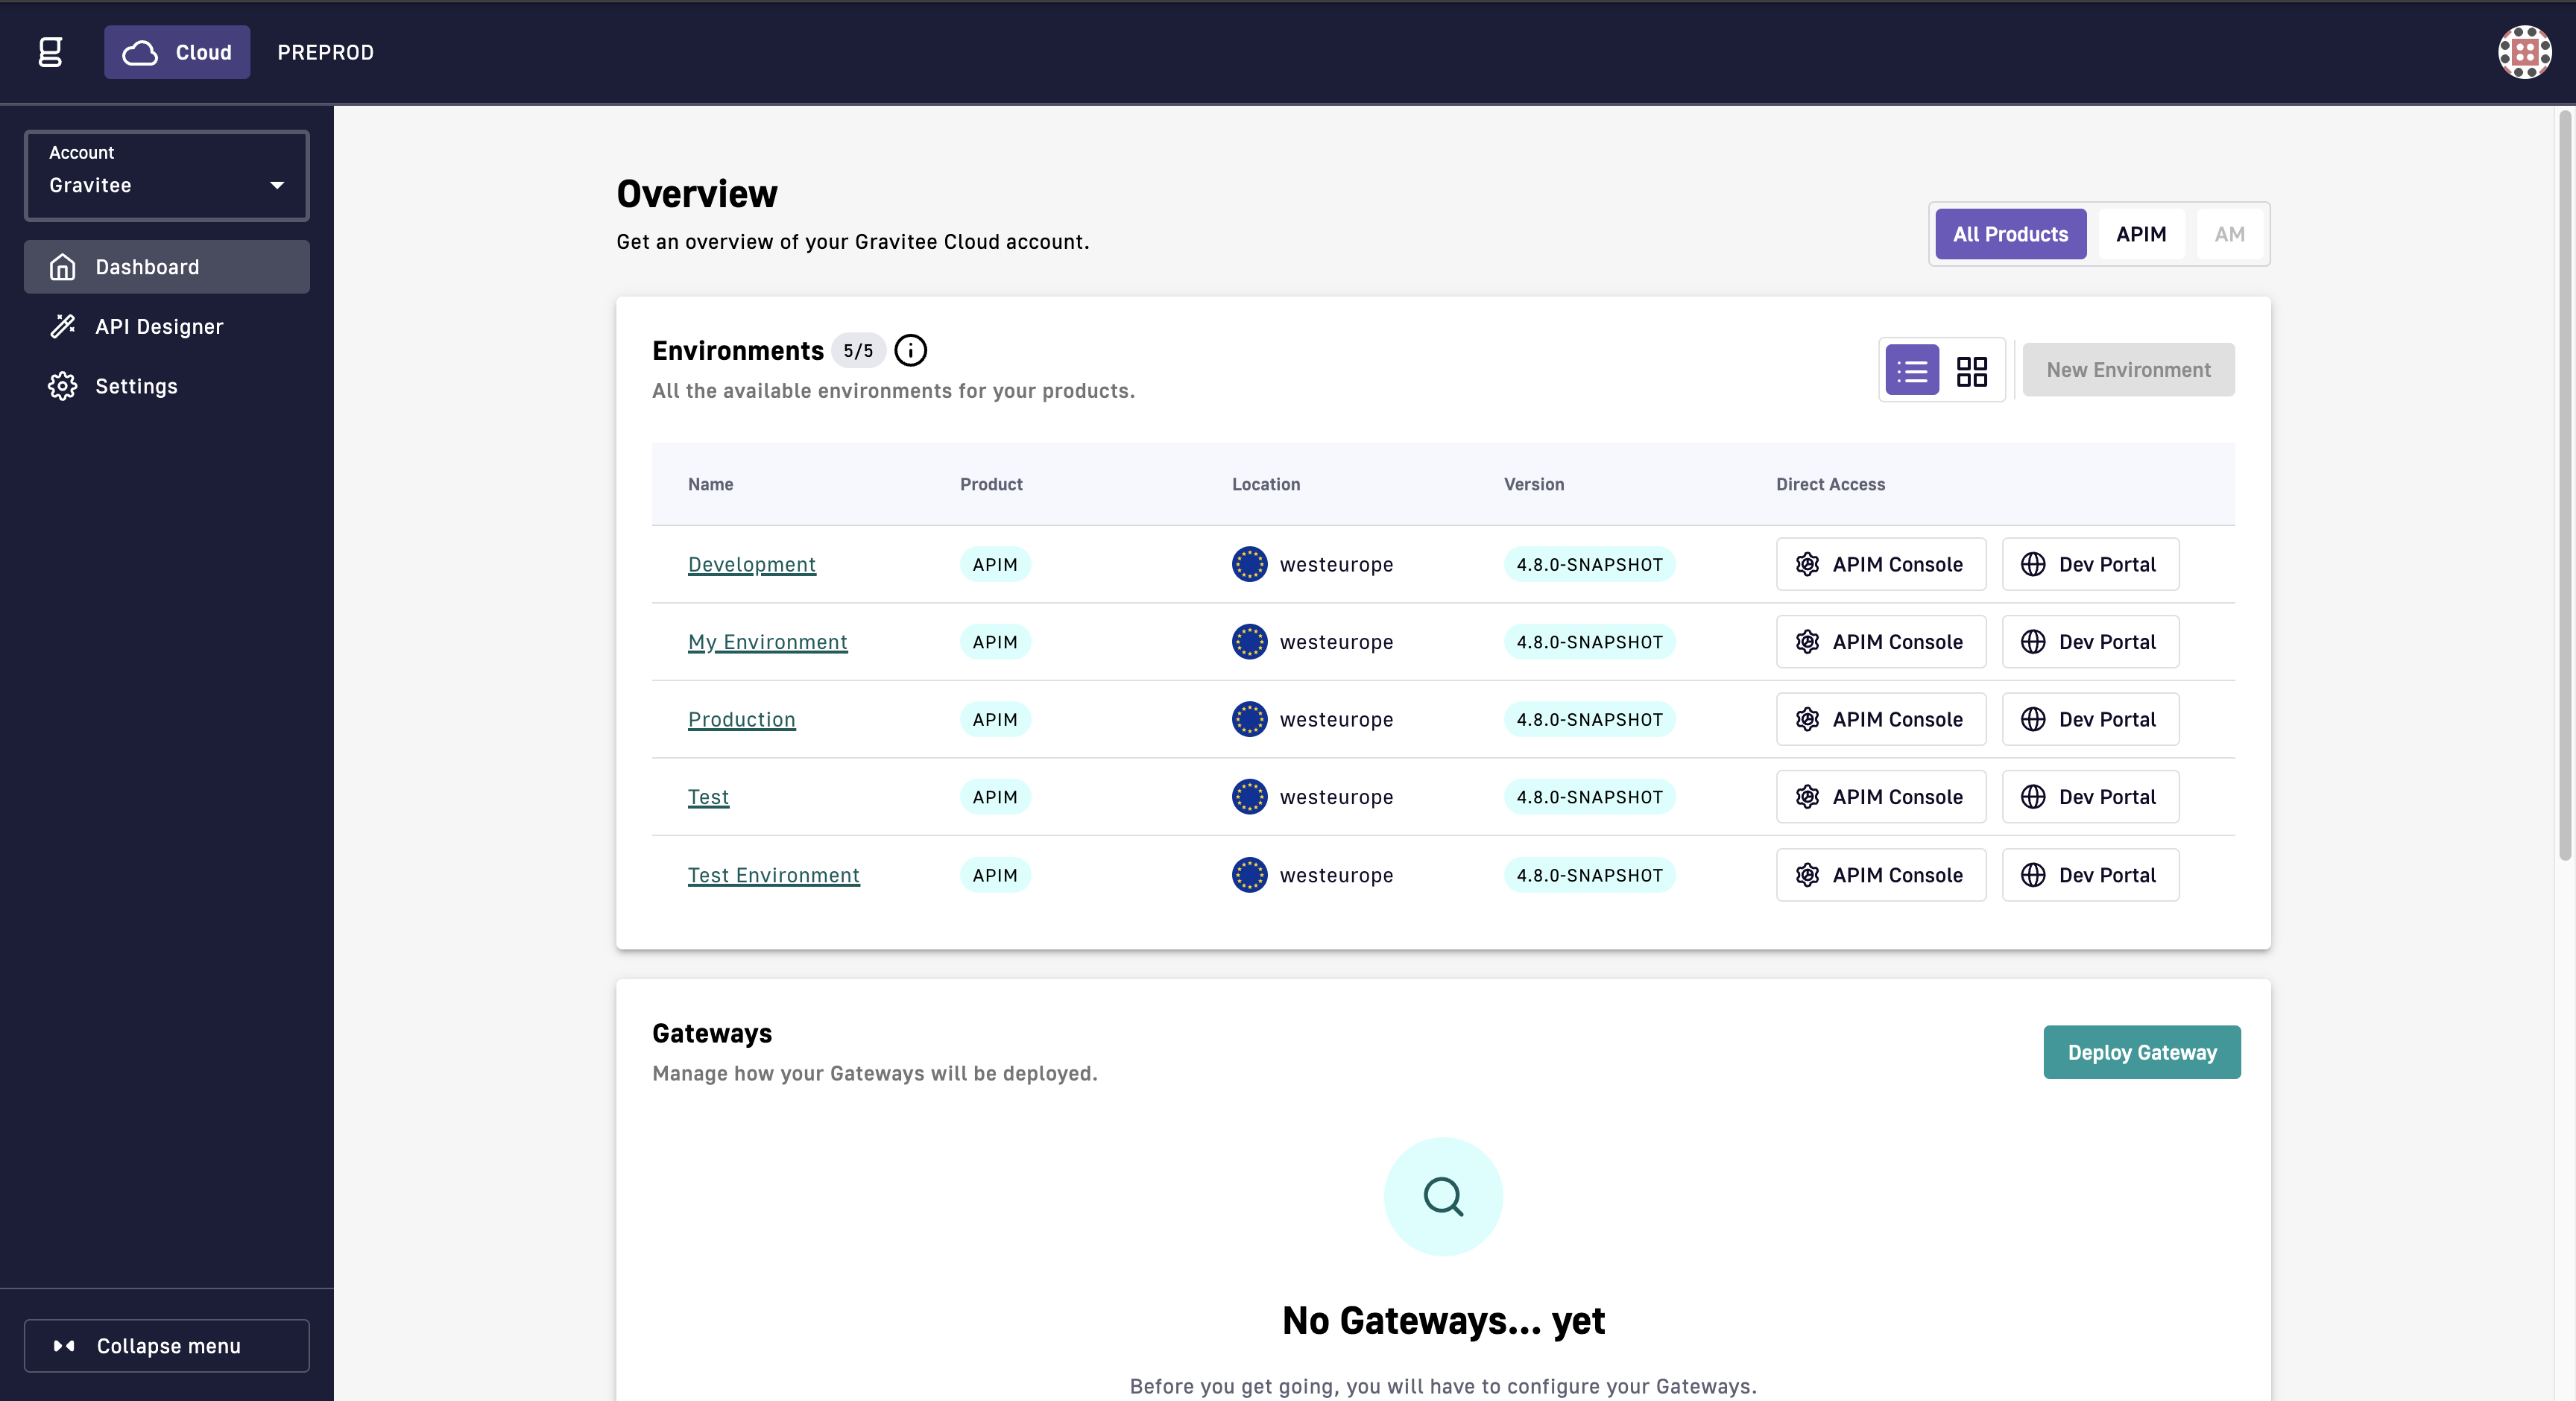 g
Cloud
PREPROD
Account
Gravitee
Dashboard
API Designer
Settings
Collapse menu
Overview
Get an overview of your Gravitee Cloud account.
All Products APIM AM
Environments 5/5
All the available environments for your products.
New Environment
Name Product Location Version Direct Access
Development APIM westeurope 4.8.0-SNAPSHOT APIM Console Dev Portal
My Environment APIM westeurope 4.8.0-SNAPSHOT APIM Console Dev Portal
Production APIM westeurope 4.8.0-SNAPSHOT APIM Console Dev Portal
Test APIM westeurope 4.8.0-SNAPSHOT APIM Console Dev Portal
Test Environment APIM westeurope 4.8.0-SNAPSHOT APIM Console Dev Portal
Gateways
Manage how your Gateways will be deployed.
Deploy Gateway
No Gateways... yet
Before you get going, you will have to configure your Gateways.